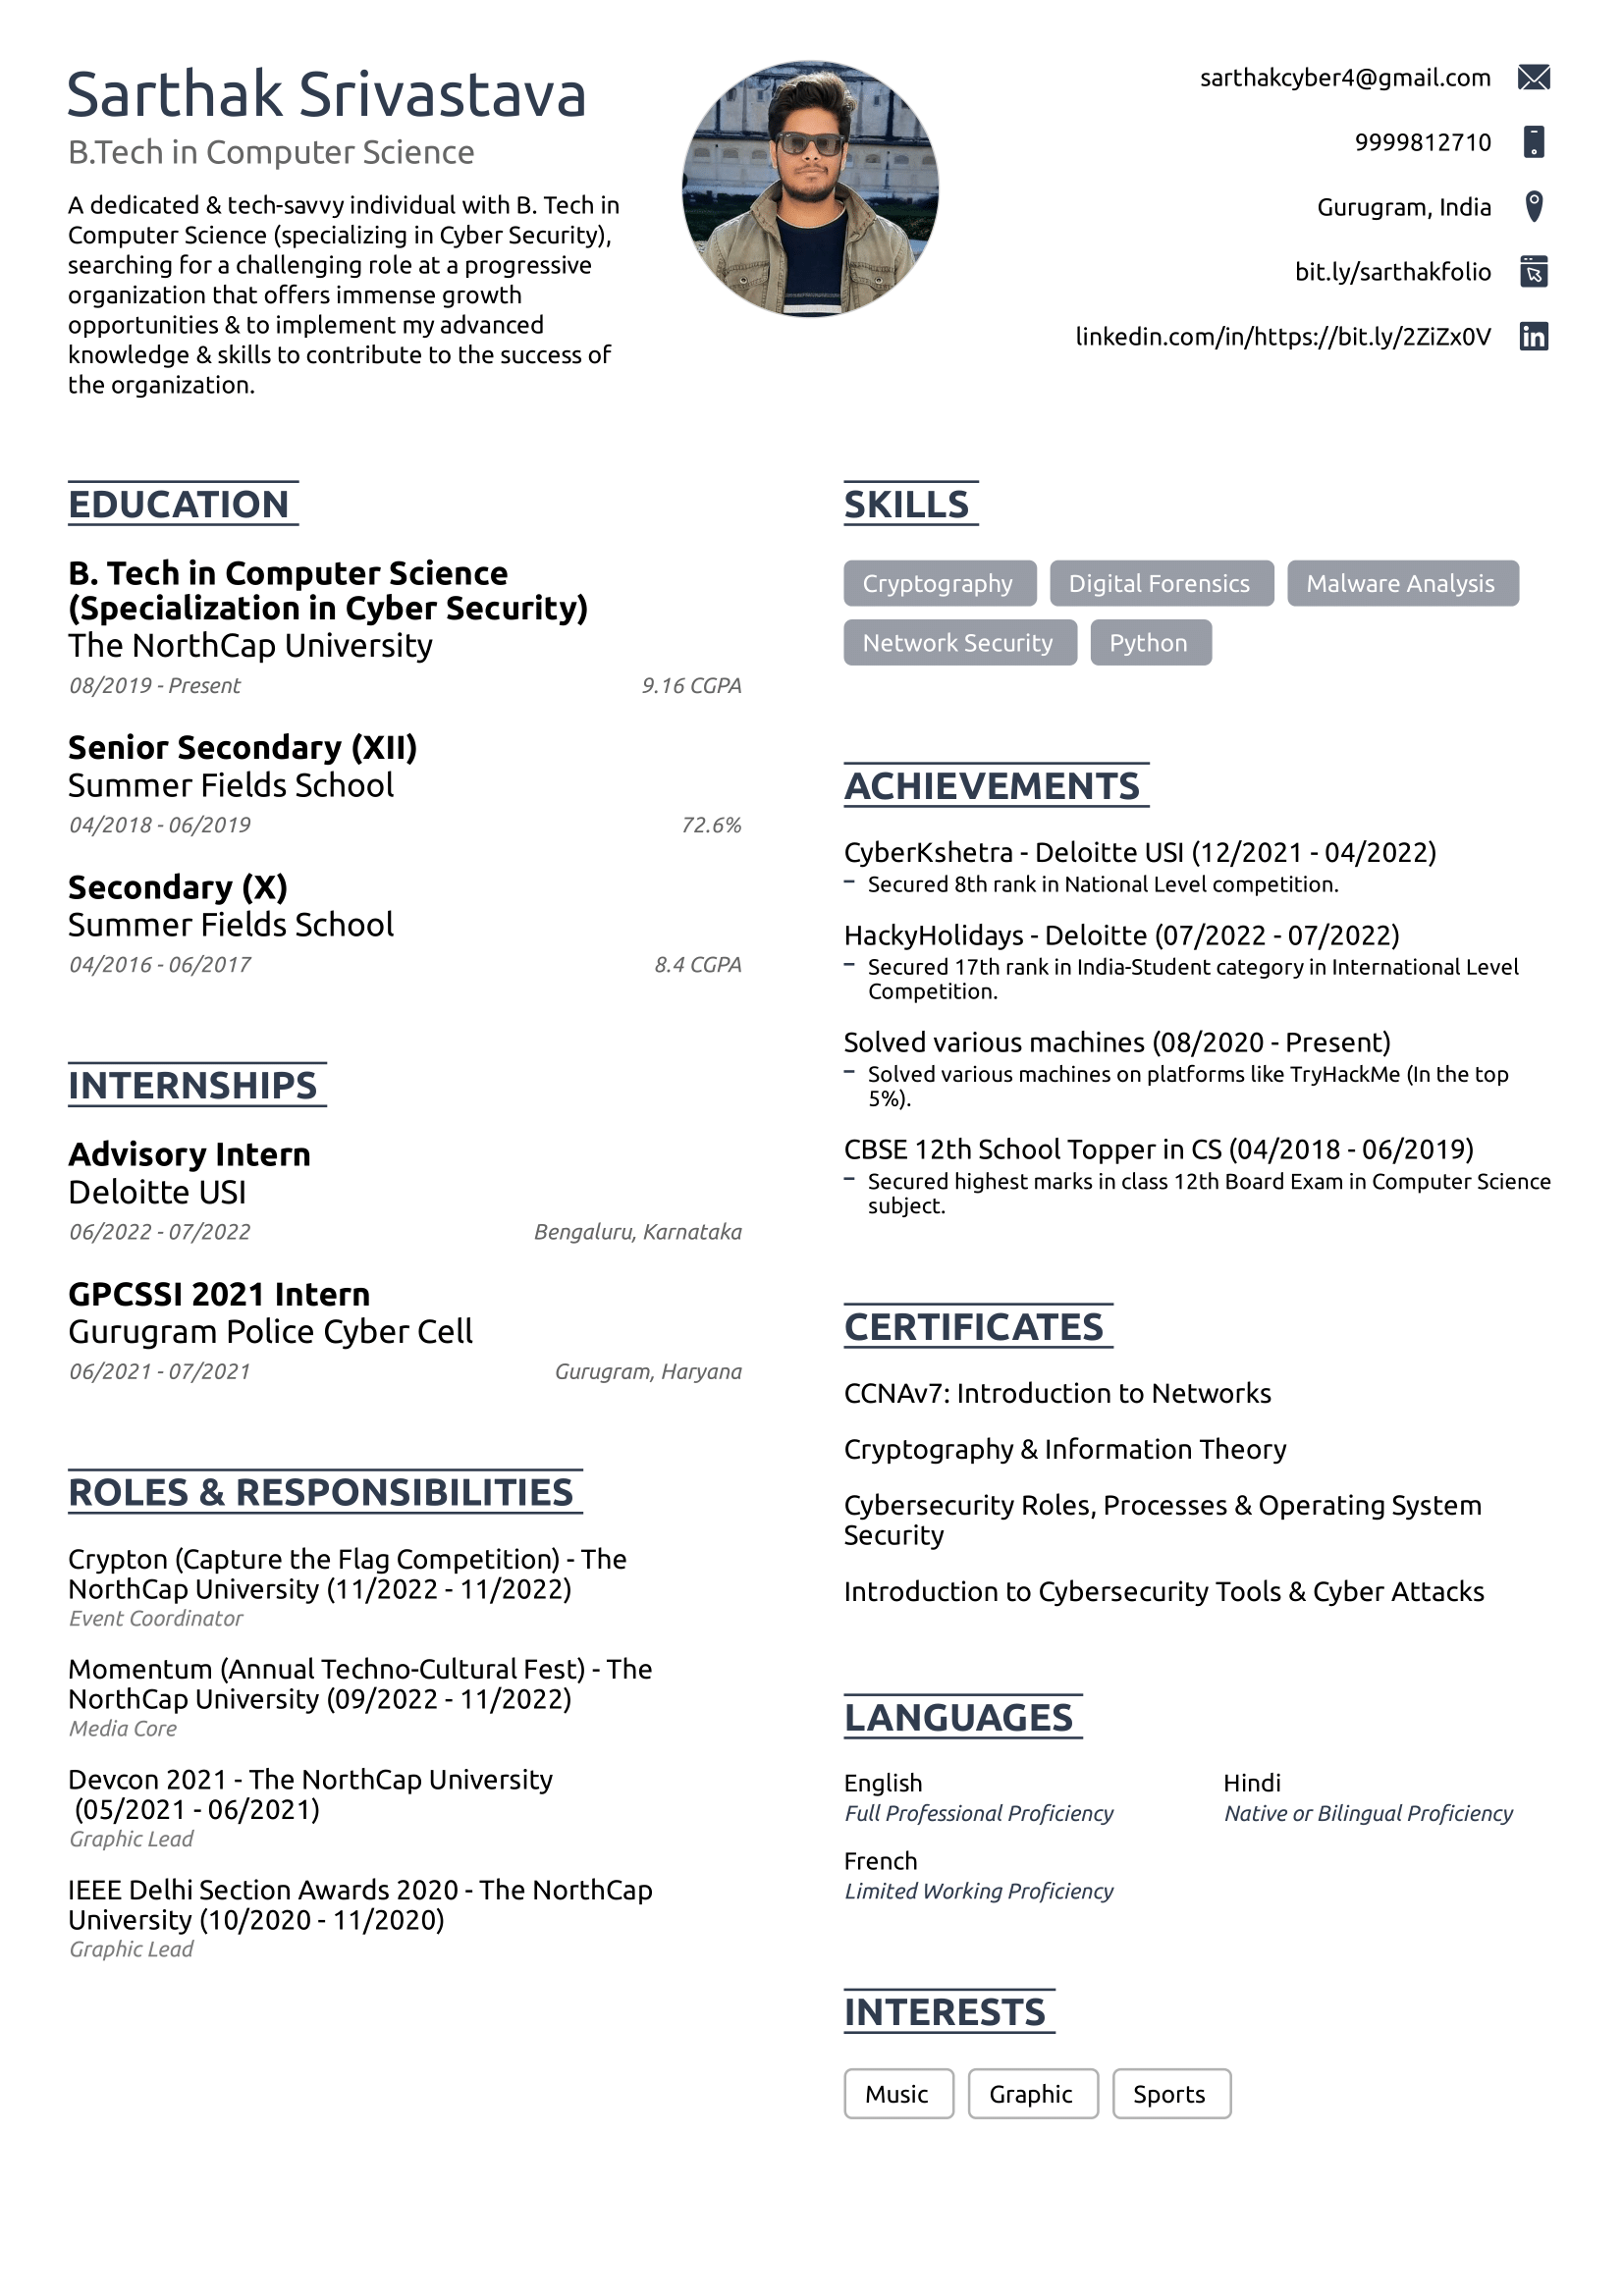 Sarthak Srivastava
B.Tech in Computer Science
A dedicated & tech-savvy individual with B. Tech in
Computer Science (specializing in Cyber Security),
searching for a challenging role at a progressive
organization that offers immense growth
opportunities & to implement my advanced
knowledge & skills to contribute to the success of
the organization.
sarthakcyber4@gmail.com
9999812710
Gurugram, India
bit.ly/sarthakfolio
linkedin.com/in/https://bit.ly/2ZiZx0V
EDUCATION
B. Tech in Computer Science
(Specialization in Cyber Security)
The NorthCap University
08/2019 - Present 9.16 CGPA
Senior Secondary (XII)
Summer Fields School
04/2018 - 06/2019 72.6%
Secondary (X)
Summer Fields School
04/2016 - 06/2017 8.4 CGPA
INTERNSHIPS
Advisory Intern
Deloitte USI
06/2022 - 07/2022 Bengaluru, Karnataka
GPCSSI 2021 Intern
Gurugram Police Cyber Cell
06/2021 - 07/2021 Gurugram, Haryana
ROLES & RESPONSIBILITIES
Crypton (Capture the Flag Competition) - The
NorthCap University (11/2022 - 11/2022)
Event Coordinator
Momentum (Annual Techno-Cultural Fest) - The
NorthCap University (09/2022 - 11/2022)
Media Core
Devcon 2021 - The NorthCap University
(05/2021 - 06/2021)
Graphic Lead
IEEE Delhi Section Awards 2020 - The NorthCap
University (10/2020 - 11/2020)
Graphic Lead
SKILLS
Cryptography Digital Forensics Malware Analysis
Network Security Python
ACHIEVEMENTS
CyberKshetra - Deloitte USI (12/2021 - 04/2022)
– Secured 8th rank in National Level competition.
HackyHolidays - Deloitte (07/2022 - 07/2022)
– Secured 17th rank in India-Student category in International Level
Competition.
Solved various machines (08/2020 - Present)
– Solved various machines on platforms like TryHackMe (In the top
5%).
CBSE 12th School Topper in CS (04/2018 - 06/2019)
– Secured highest marks in class 12th Board Exam in Computer Science
subject.
CERTIFICATES
CCNAv7: Introduction to Networks
Cryptography & Information Theory
Cybersecurity Roles, Processes & Operating System
Security
Introduction to Cybersecurity Tools & Cyber Attacks
LANGUAGES
English Hindi
Full Professional Proficiency Native or Bilingual Proficiency
French
Limited Working Proficiency
INTERESTS
Music Graphic Sports